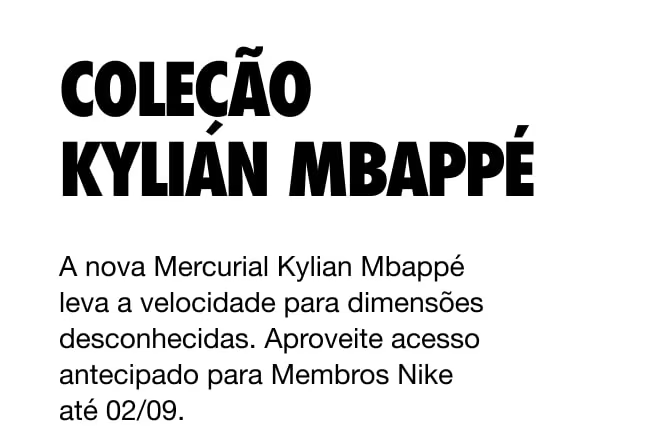 COLEÇÃO
KYLIÁN MBAPPÉ
A nova Mercurial Kylian Mbappé
leva a velocidade para dimensões
desconhecidas. Aproveite acesso
antecipado para Membros Nike
até 02/09.